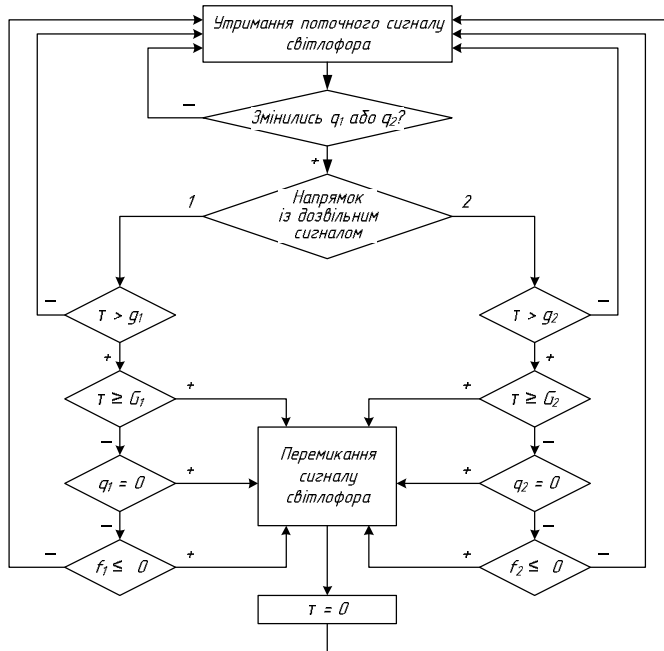 Утримання поточного сигналу
світлофора
–
Змінились q₁ або q₂?
+
1
Напрямок
із дозвільним
сигналом
2
–
τ > g₁
τ > g₂
–
+
+
τ ≥ G₁
+
+
τ ≥ G₂
–
–
Перемикання
сигналу
світлофора
q₁ = 0
+
+
q₂ = 0
–
–
–
f₁ ≤ 0
+
+
f₂ ≤ 0
–
τ = 0